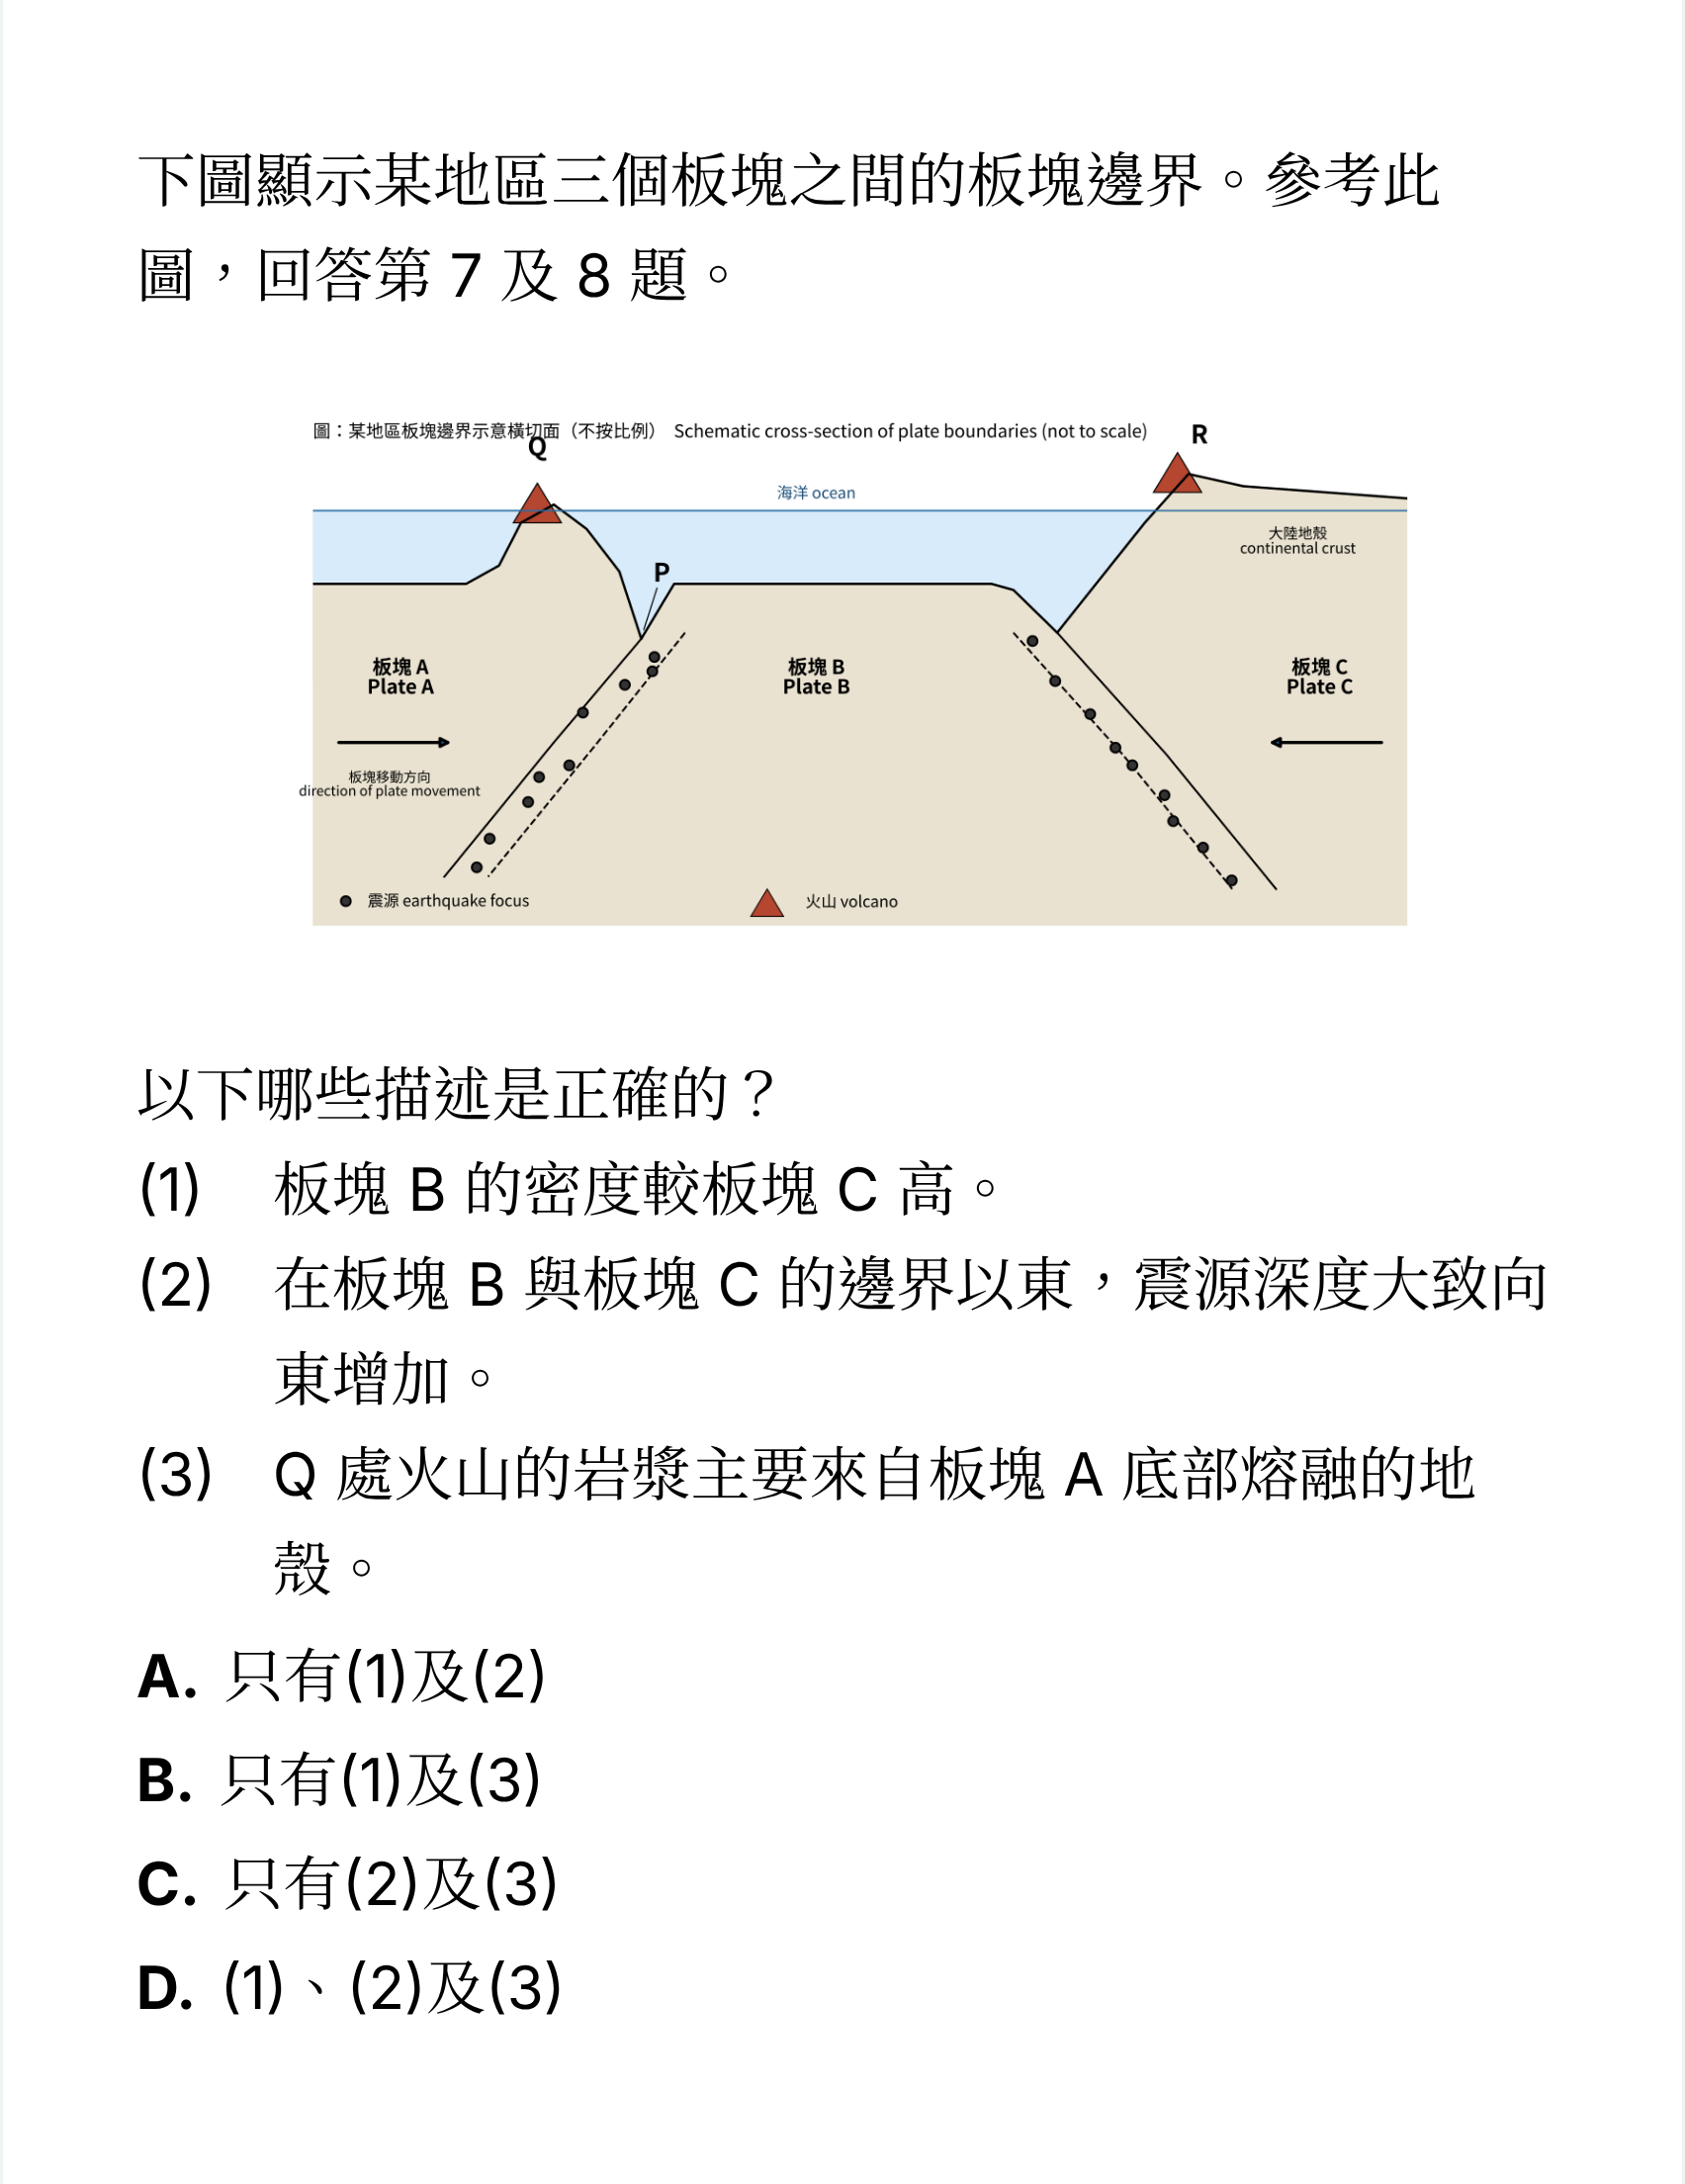 下圖顯示某地區三個板塊之間的板塊邊界。參考此
圖，回答第 7 及 8 題。
圖：某地區板塊邊界示意橫切面（不按比例） Schematic cross-section of plate boundaries (not to scale)
Q
R
海洋 ocean
大陸地殼
continental crust
P
板塊 A
Plate A
板塊 B
Plate B
板塊 C
Plate C
板塊移動方向
direction of plate movement
震源 earthquake focus
火山 volcano
以下哪些描述是正確的？
(1) 板塊 B 的密度較板塊 C 高。
(2) 在板塊 B 與板塊 C 的邊界以東，震源深度大致向
東增加。
(3) Q 處火山的岩漿主要來自板塊 A 底部熔融的地
殼。
A. 只有(1)及(2)
B. 只有(1)及(3)
C. 只有(2)及(3)
D. (1)、(2)及(3)